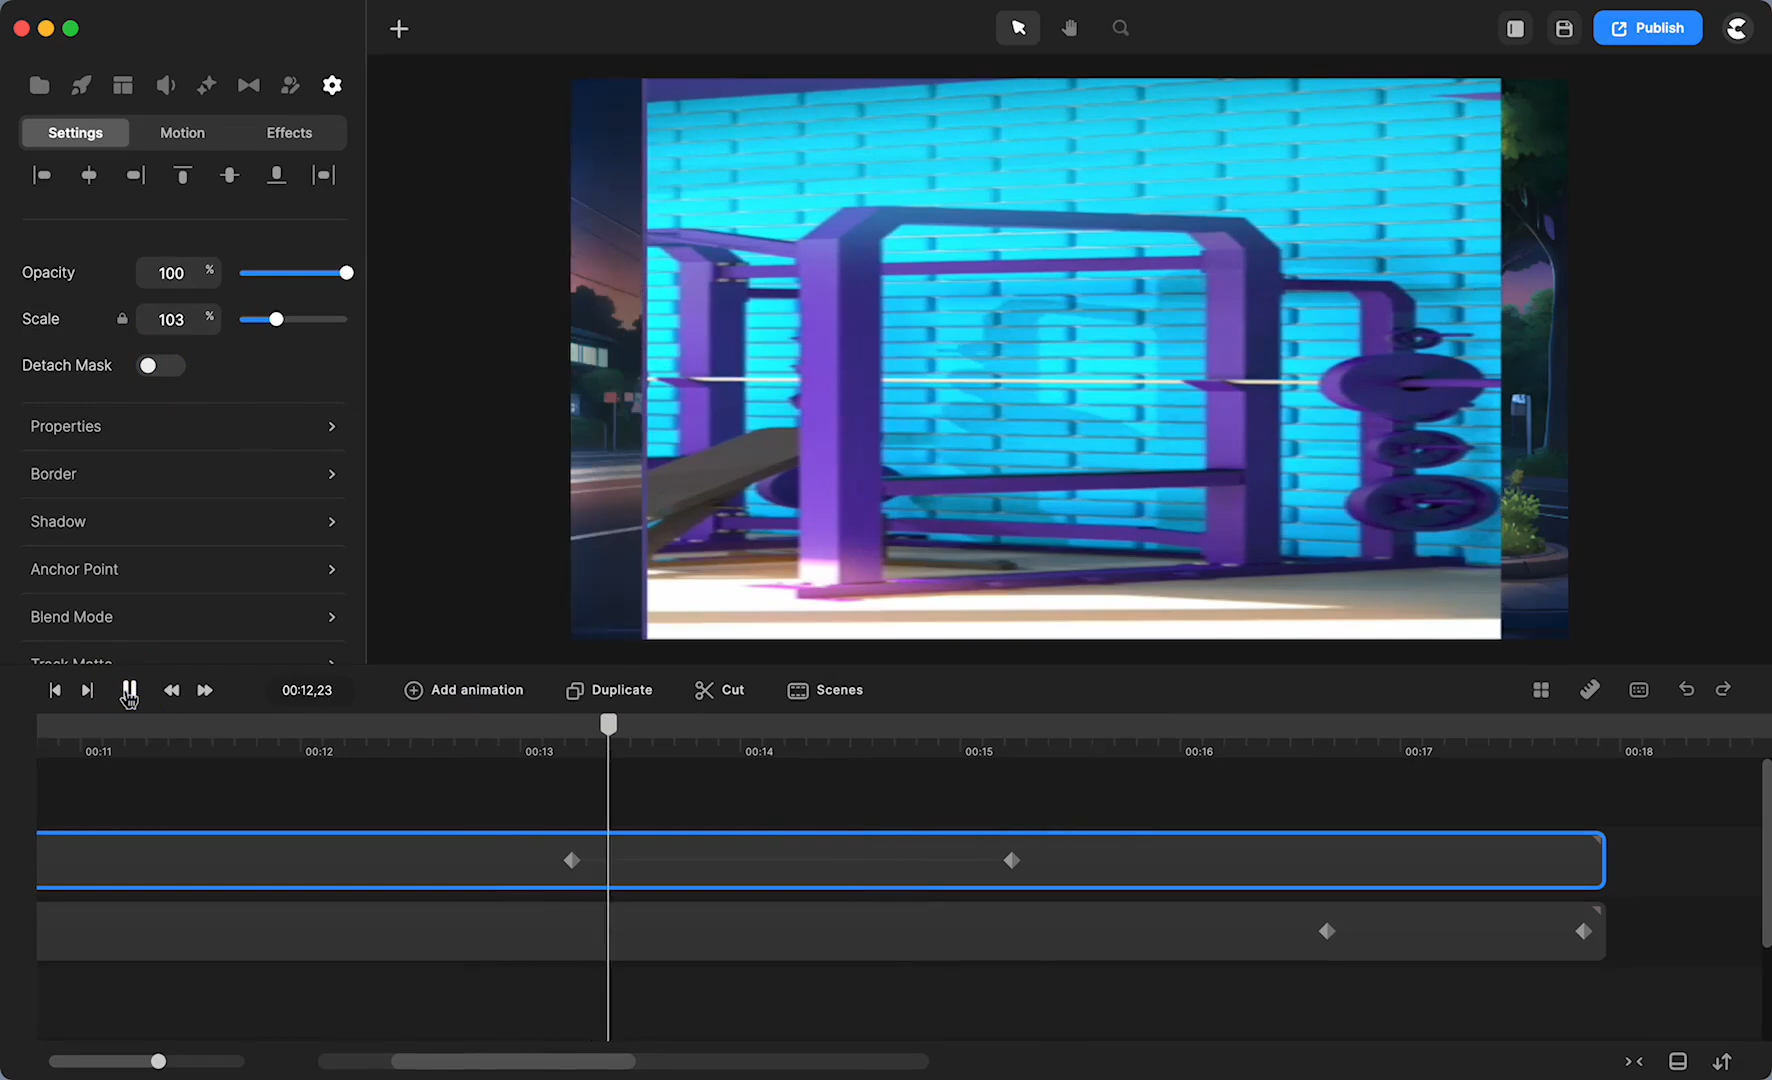 Publish
Settings
Motion
Effects
Opacity
100
%
Scale
103
%
Detach Mask
Properties
Border
Shadow
Anchor Point
Blend Mode
Track Matte
00:12,23
Add animation
Duplicate
Cut
Scenes
00:11
00:12
00:13
00:14
00:15
00:16
00:17
00:18